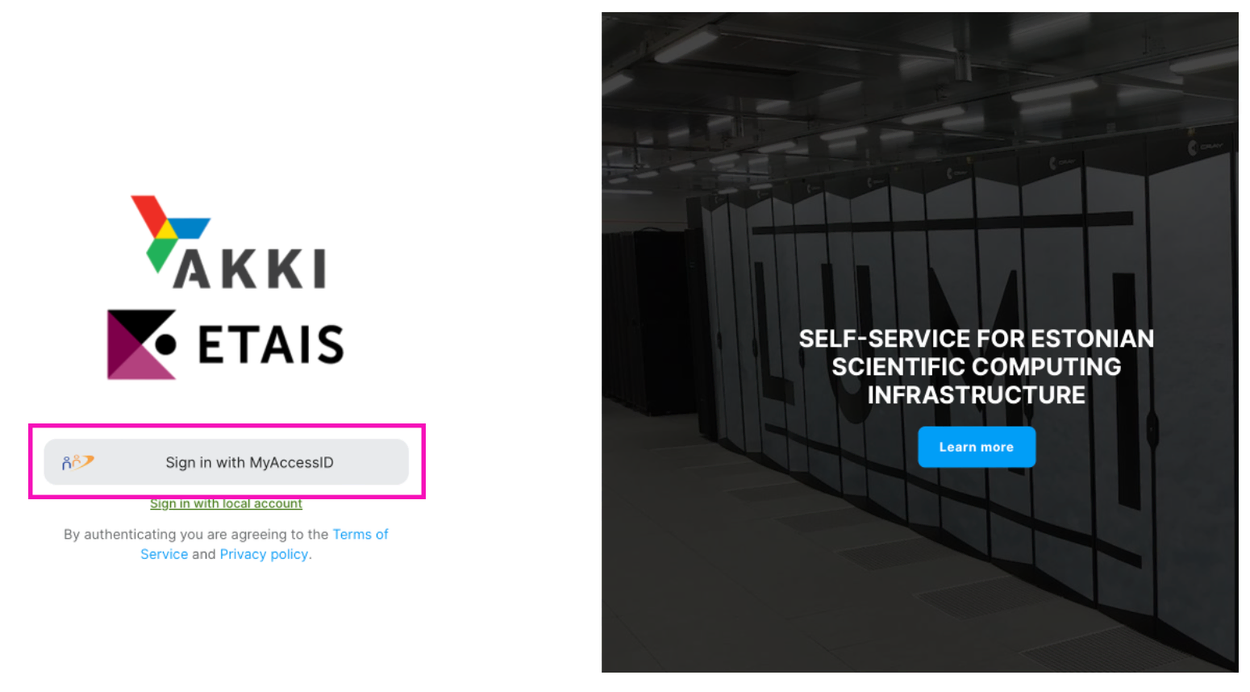 AKKI
ETAIS
Sign in with MyAccessID
Sign in with local account
By authenticating you are agreeing to the Terms of
Service and Privacy policy.
CRAY
LUMI
SELF-SERVICE FOR ESTONIAN
SCIENTIFIC COMPUTING
INFRASTRUCTURE
Learn more